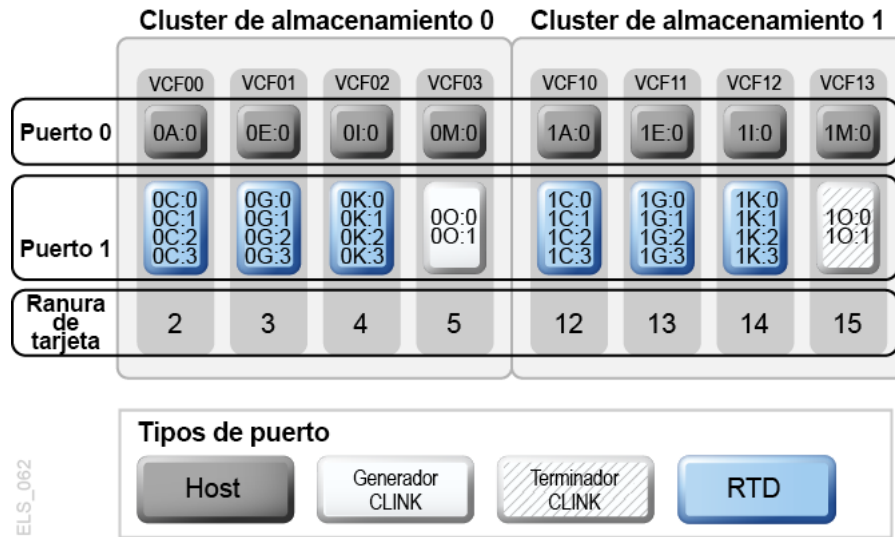 Cluster de almacenamiento 0 Cluster de almacenamiento 1
VCF00 VCF01 VCF02 VCF03 VCF10 VCF11 VCF12 VCF13
Puerto 0 0A:0 0E:0 0I:0 0M:0 1A:0 1E:0 1I:0 1M:0
0C:0 0G:0 0K:0 1C:0 1G:0 1K:0
0C:1 0G:1 0K:1 0O:0 1C:1 1G:1 1K:1 1O:0
0C:2 0G:2 0K:2 0O:1 1C:2 1G:2 1K:2 1O:1
Puerto 1 0C:3 0G:3 0K:3 1C:3 1G:3 1K:3
Ranura
de
tarjeta
2 3 4 5 12 13 14 15
Tipos de puerto
Host
Generador
CLINK
Terminador
CLINK
RTD
ELS_062